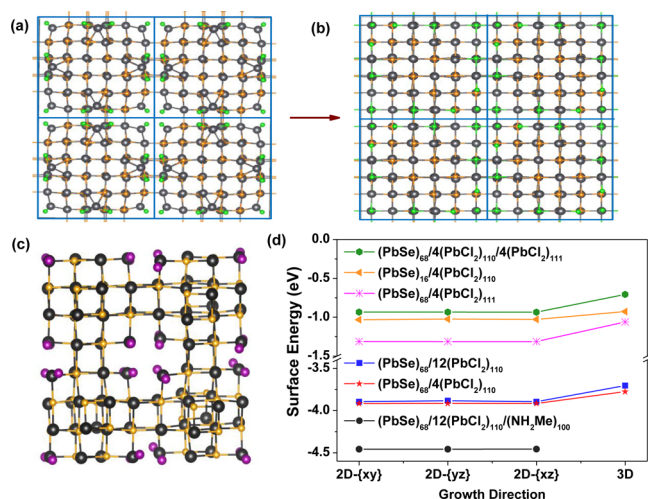 (a)
(b)
(c)
(d)
Surface Energy (eV)
0.0
-0.5
-1.0
-1.5
-3.5
-4.0
-4.5
(PbSe)₆₈/4(PbCl₂)₁₁₀/4(PbCl₂)₁₁₁
(PbSe)₁₆/4(PbCl₂)₁₁₀
(PbSe)₆₈/4(PbCl₂)₁₁₁
(PbSe)₆₈/12(PbCl₂)₁₁₀
(PbSe)₆₈/4(PbCl₂)₁₁₀
(PbSe)₆₈/12(PbCl₂)₁₁₀/(NH₂Me)₁₀₀
2D-{xy} 2D-{yz} 2D-{xz} 3D
Growth Direction